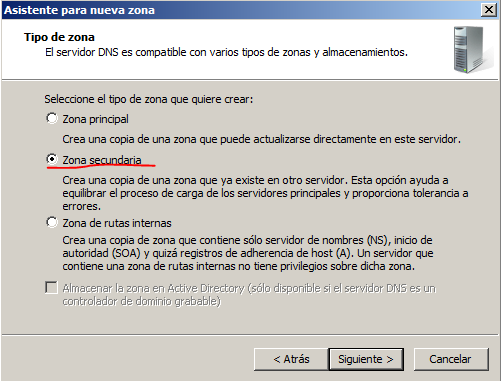 Asistente para nueva zona
Tipo de zona
El servidor DNS es compatible con varios tipos de zonas y almacenamientos.
Seleccione el tipo de zona que quiere crear:
Zona principal
Crea una copia de una zona que puede actualizarse directamente en este servidor.
Zona secundaria
Crea una copia de una zona que ya existe en otro servidor. Esta opción ayuda a
equilibrar el proceso de carga de los servidores principales y proporciona tolerancia a
errores.
Zona de rutas internas
Crea una copia de zona que contiene sólo servidor de nombres (NS), inicio de
autoridad (SOA) y quizá registros de adherencia de host (A). Un servidor que
contiene una zona de rutas internas no tiene privilegios sobre dicha zona.
Almacenar la zona en Active Directory (sólo disponible si el servidor DNS es un
controlador de dominio grabable)
< Atrás Siguiente > Cancelar